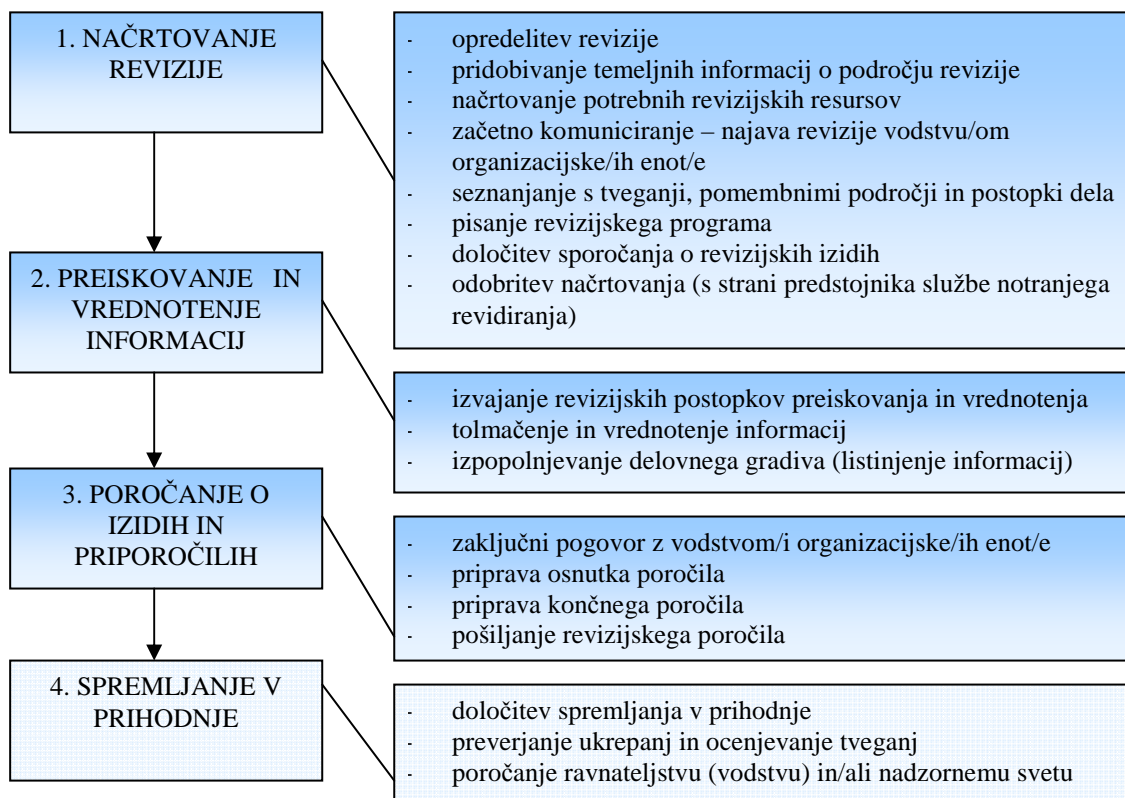 1. NAČRTOVANJE
REVIZIJE
- opredelitev revizije
- pridobivanje temeljnih informacij o področju revizije
- načrtovanje potrebnih revizijskih resursov
- začetno komuniciranje – najava revizije vodstvu/om
organizacijske/ih enot/e
- seznanjanje s tveganji, pomembnimi področji in postopki dela
- pisanje revizijskega programa
- določitev sporočanja o revizijskih izidih
- odobritev načrtovanja (s strani predstojnika službe notranjega
revidiranja)
2. PREISKOVANJE IN
VREDNOTENJE
INFORMACIJ
- izvajanje revizijskih postopkov preiskovanja in vrednotenja
- tolmačenje in vrednotenje informacij
- izpopolnjevanje delovnega gradiva (listinjenje informacij)
3. POROČANJE O
IZIDIH IN
PRIPOROČILIH
- zaključni pogovor z vodstvom/i organizacijske/ih enot/e
- priprava osnutka poročila
- priprava končnega poročila
- pošiljanje revizijskega poročila
4. SPREMLJANJE V
PRIHODNJE
- določitev spremljanja v prihodnje
- preverjanje ukrepanj in ocenjevanje tveganj
- poročanje ravnateljstvu (vodstvu) in/ali nadzornemu svetu